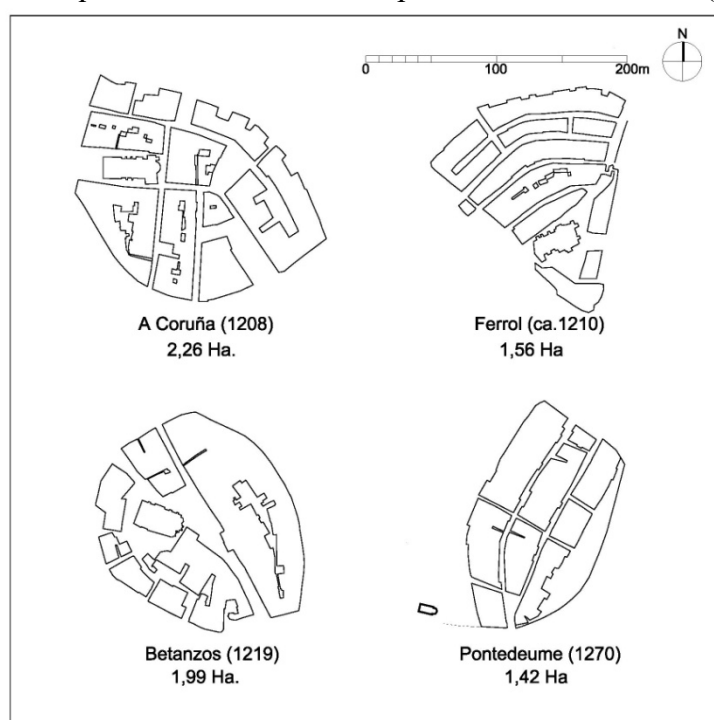 N
0 100 200m
A Coruña (1208)
2,26 Ha.
Ferrol (ca.1210)
1,56 Ha
Betanzos (1219)
1,99 Ha.
Pontedeume (1270)
1,42 Ha